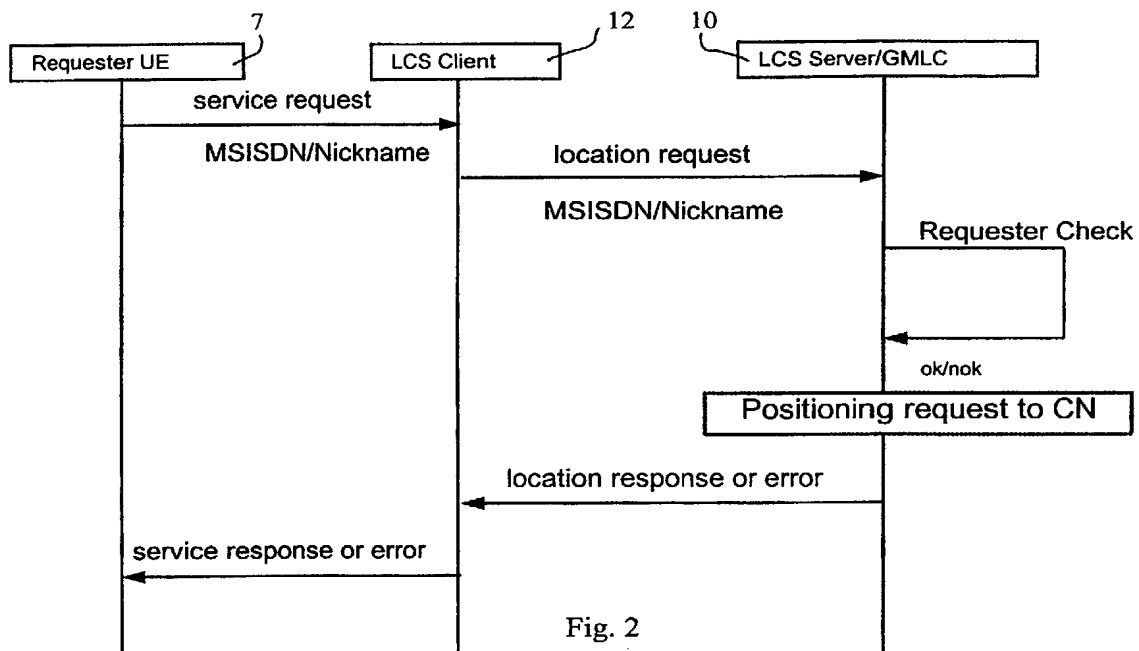 7
12
10
Requester UE
LCS Client
LCS Server/GMLC
service request
MSISDN/Nickname
location request
MSISDN/Nickname
Requester Check
ok/nok
Positioning request to CN
location response or error
service response or error
Fig. 2